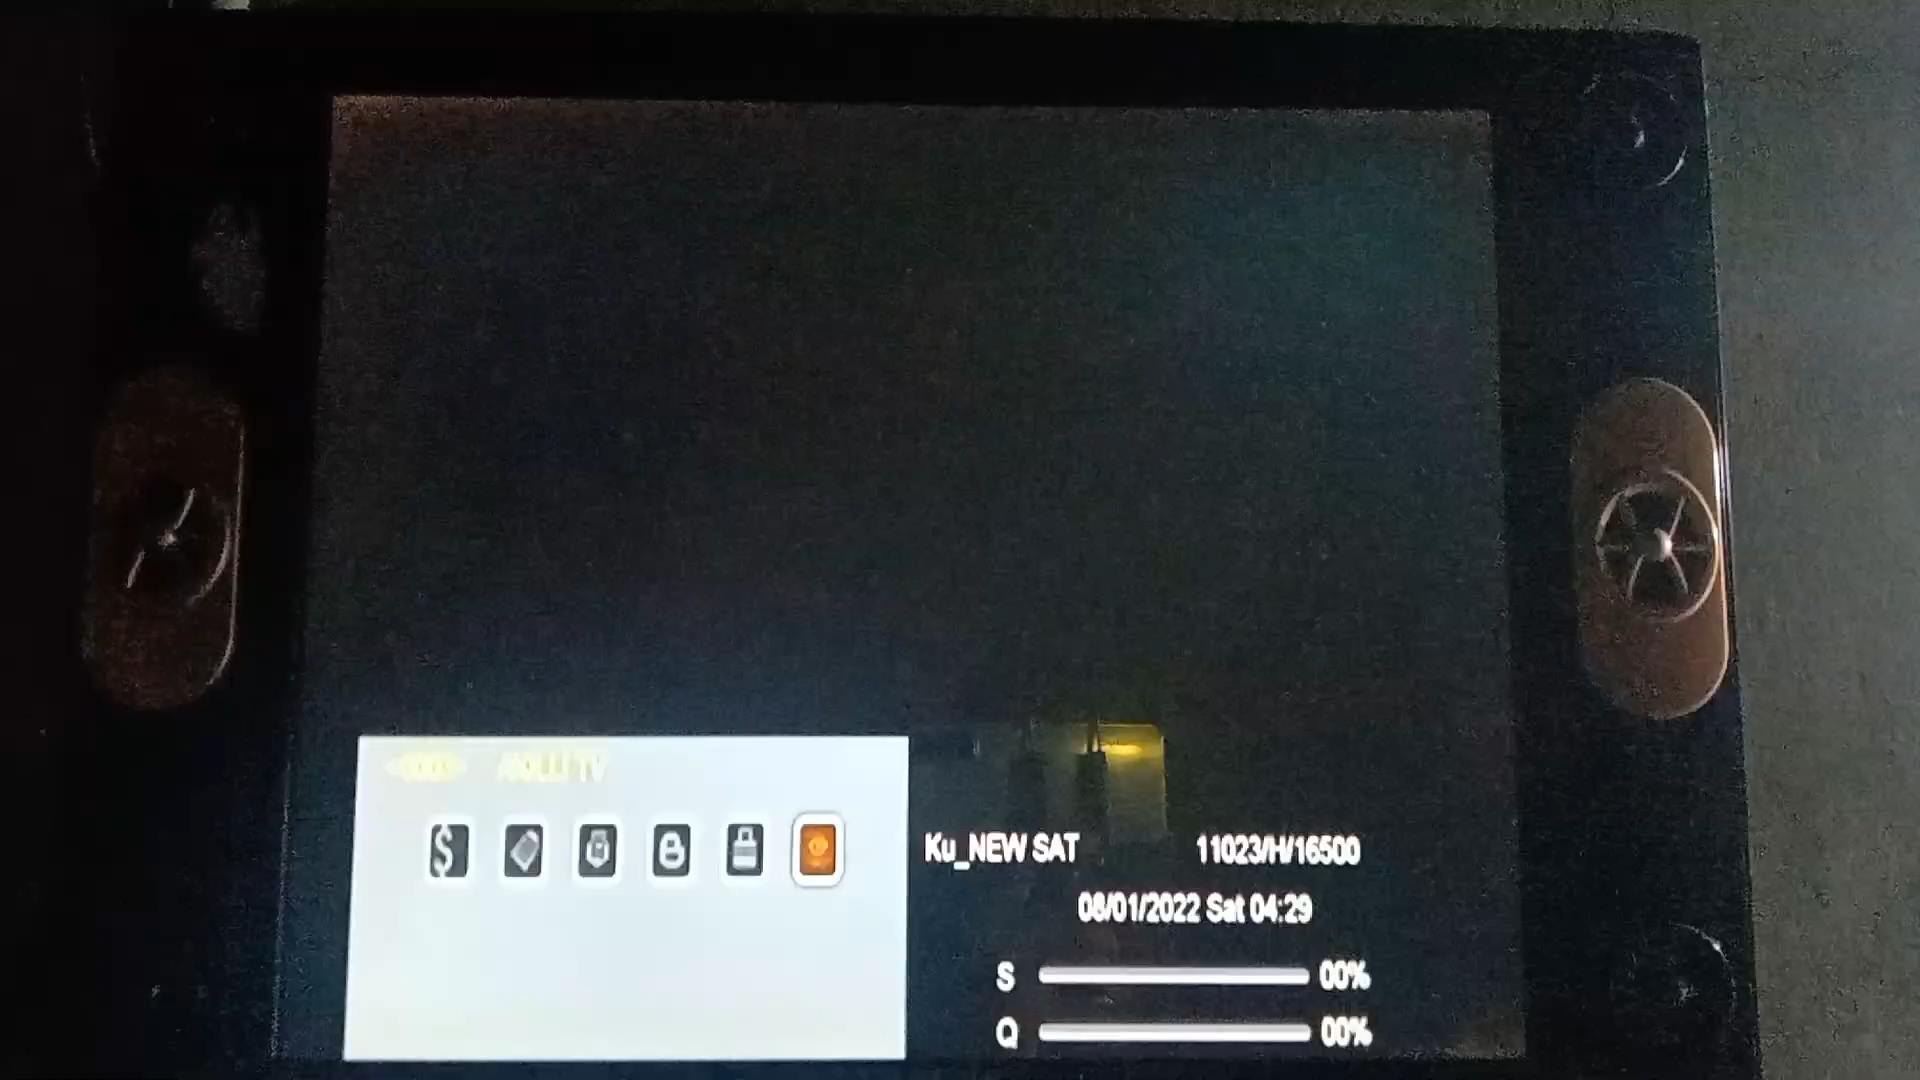 TV
Ku_NEW SAT 11023/H/16500
08/01/2022 Sat 04:29
S 00%
Q 00%